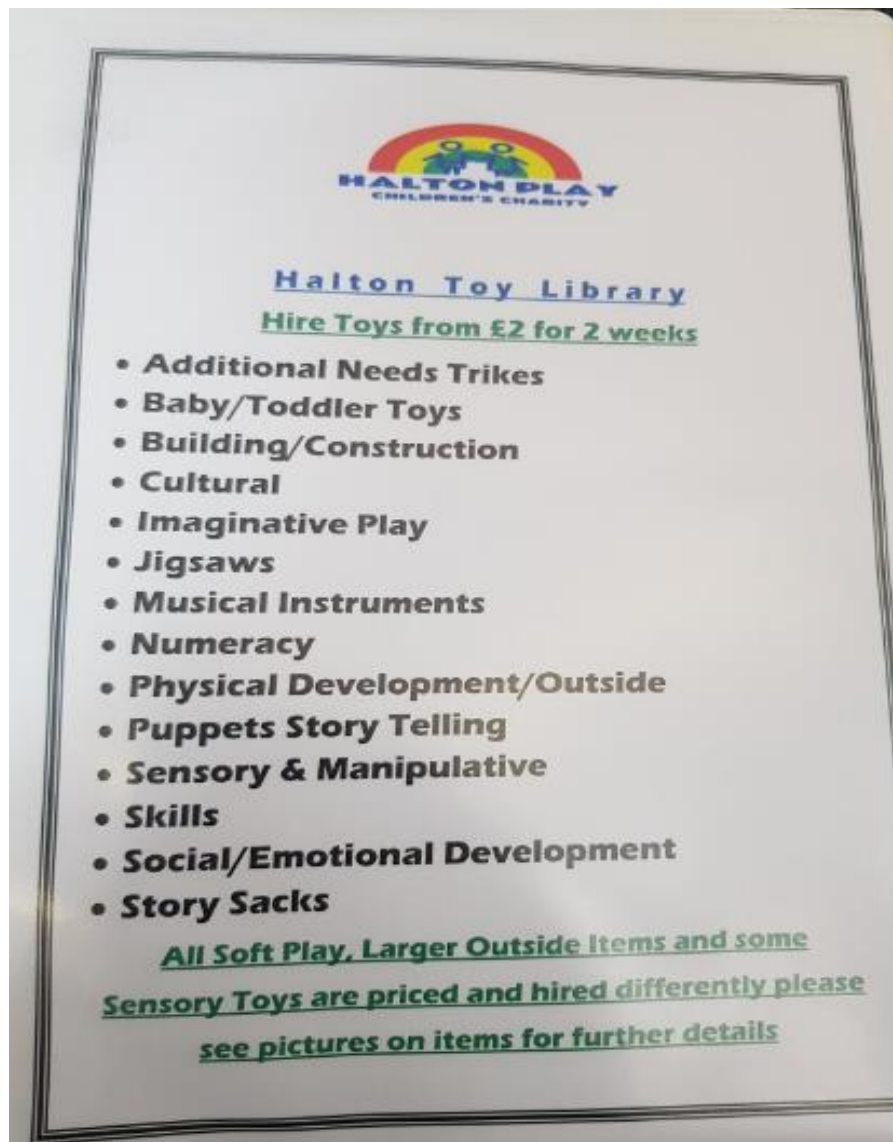 HALTON PLAY
CHILDREN'S CHARITY
Halton Toy Library
Hire Toys from £2 for 2 weeks
• Additional Needs Trikes
• Baby/Toddler Toys
• Building/Construction
• Cultural
• Imaginative Play
• Jigsaws
• Musical Instruments
• Numeracy
• Physical Development/Outside
• Puppets Story Telling
• Sensory & Manipulative
• Skills
• Social/Emotional Development
• Story Sacks
All Soft Play, Larger Outside Items and some
Sensory Toys are priced and hired differently please
see pictures on items for further details